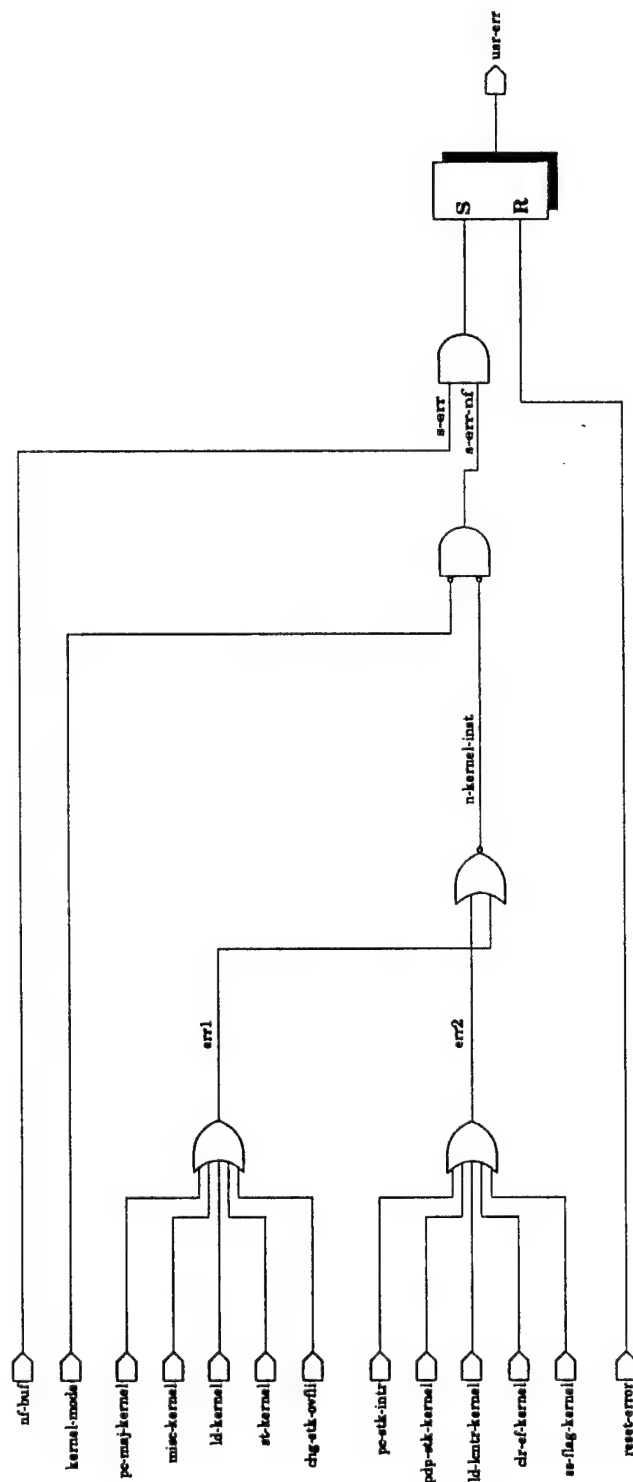 nf-buf
kernel-mode
pc-maj-kernel
misc-kernel
ld-kernel
st-kernel
chg-stk-ovfli
pc-stk-intr
pdp-stk-kernel
ld-kntr-kernel
clr-ef-kernel
ss-flag-kernel
reset-error
err1
err2
n-kernel-inst
s-err
s-err-nf
S
R
usr-err